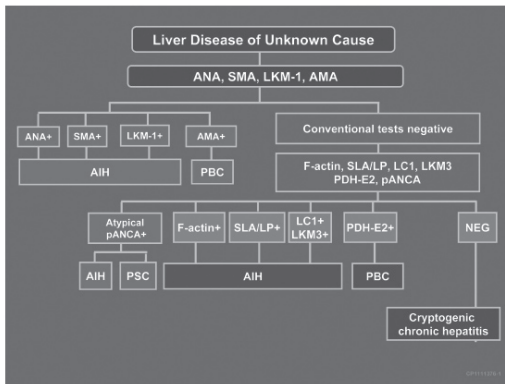 Liver Disease of Unknown Cause
ANA, SMA, LKM-1, AMA
ANA+
SMA+
LKM-1+
AMA+
Conventional tests negative
AIH
PBC
F-actin, SLA/LP, LC1, LKM3
PDH-E2, pANCA
Atypical
pANCA+
F-actin+
SLA/LP+
LC1+
LKM3+
PDH-E2+
NEG
AIH
PSC
AIH
PBC
Cryptogenic
chronic hepatitis